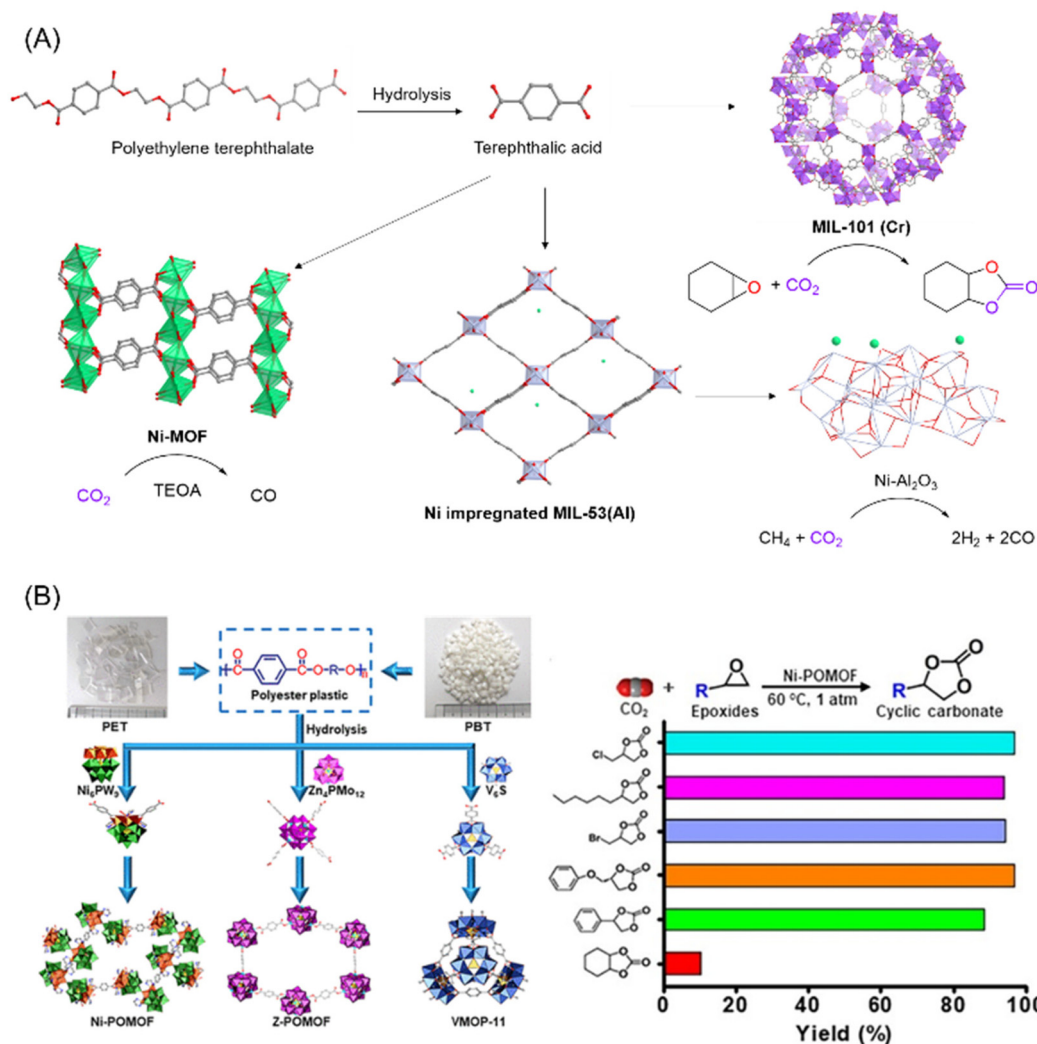 (A)
Hydrolysis
Polyethylene terephthalate
Terephthalic acid
MIL-101 (Cr)
O + CO2
O
O
O
Ni-MOF
CO2
TEOA
CO
Ni impregnated MIL-53(Al)
Ni-Al2O3
CH4 + CO2
2H2 + 2CO
(B)
O
O
C
C
O
R
O
n
Polyester plastic
PET
PBT
Hydrolysis
Ni6PW9
Zn4PMo12
V6S
Ni-POMOF
Z-POMOF
VMOP-11
CO2
+
R
O
Epoxides
Ni-POMOF
60 °C, 1 atm
R
O
O
O
Cyclic carbonate
Cl
O
O
O
O
O
O
Br
O
O
O
O
O
O
O
O
O
O
O
O
O
0
20
40
60
80
100
Yield (%)